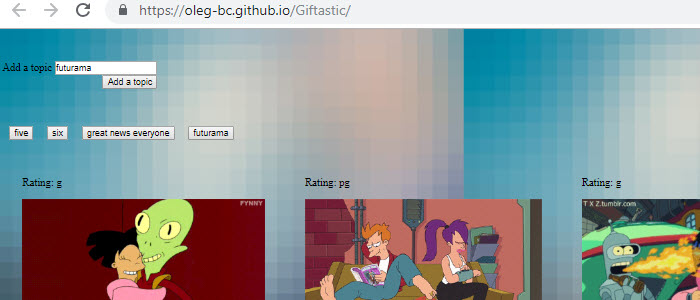 https://oleg-bc.github.io/Giftastic/
Add a topic futurama
Add a topic
five six great news everyone futurama
Rating: g Rating: pg Rating: g
FYNNY
T X Z.tumblr.com